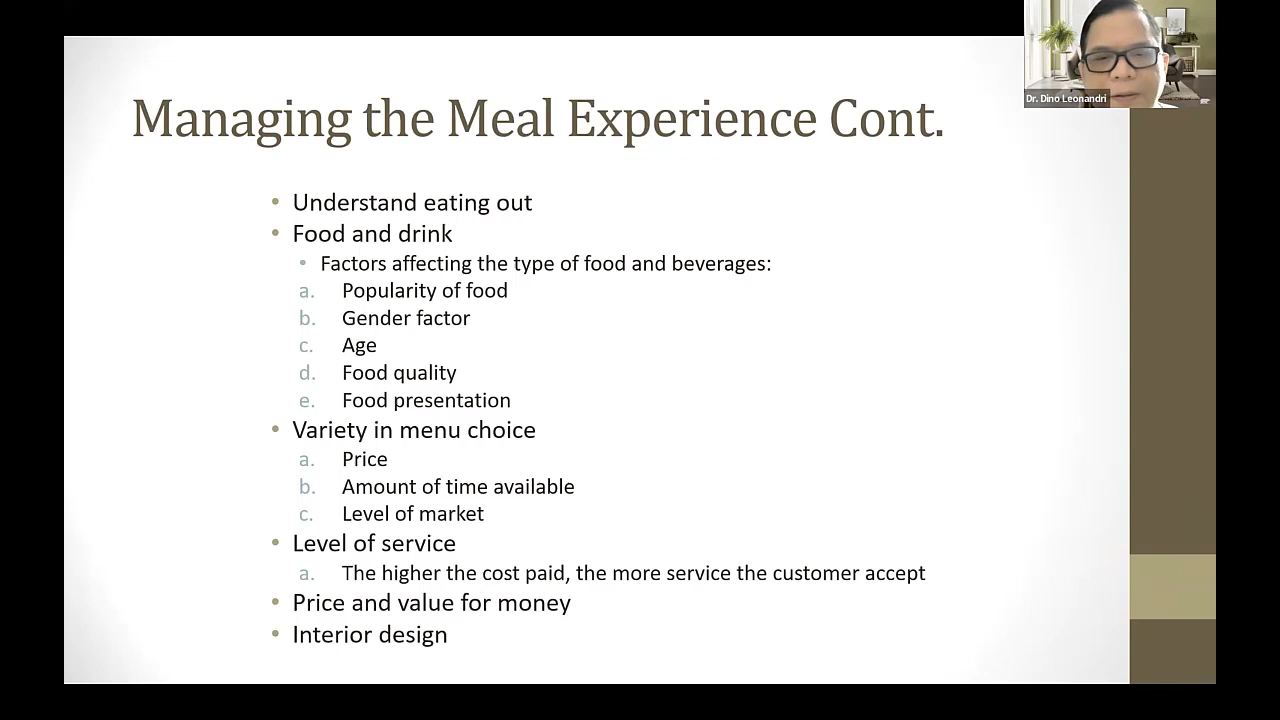 Dr. Dino Leonandri
Managing the Meal Experience Cont.
• Understand eating out
• Food and drink
• Factors affecting the type of food and beverages:
a. Popularity of food
b. Gender factor
c. Age
d. Food quality
e. Food presentation
• Variety in menu choice
a. Price
b. Amount of time available
c. Level of market
• Level of service
a. The higher the cost paid, the more service the customer accept
• Price and value for money
• Interior design